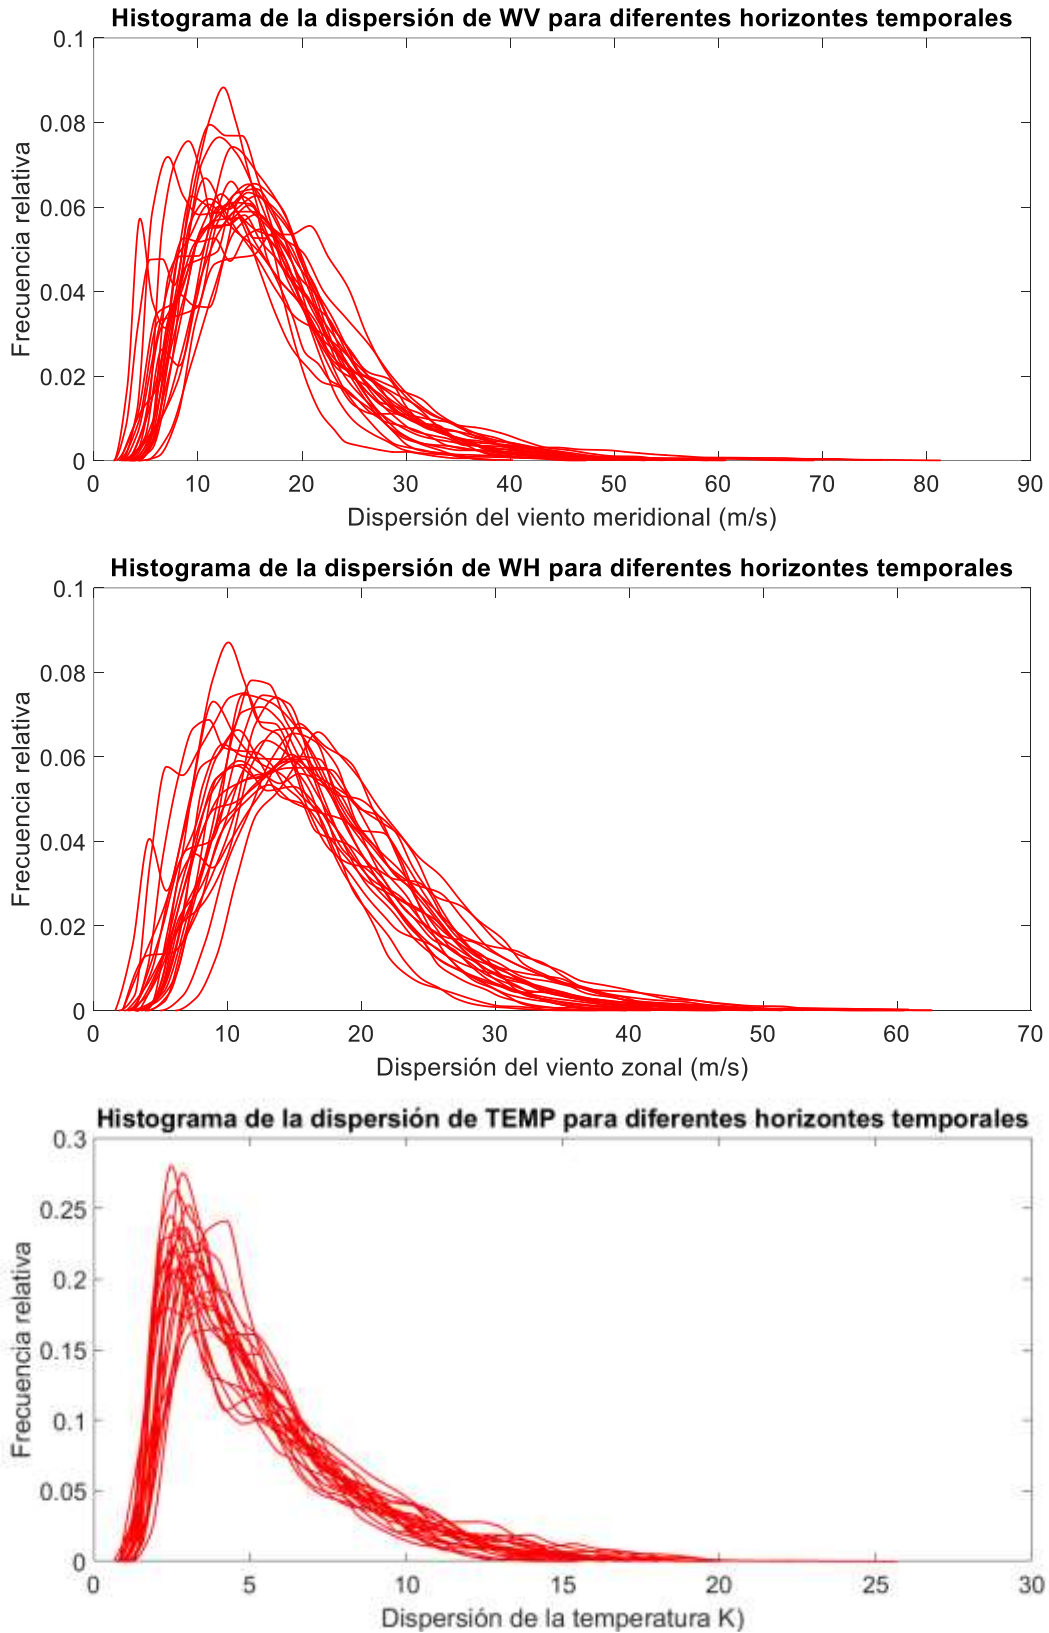 Histograma de la dispersión de WV para diferentes horizontes temporales
0.1
0.08
0.06
0.04
0.02
0
Frecuencia relativa
0 10 20 30 40 50 60 70 80 90
Dispersión del viento meridional (m/s)
Histograma de la dispersión de WH para diferentes horizontes temporales
0.1
0.08
0.06
0.04
0.02
0
Frecuencia relativa
0 10 20 30 40 50 60 70
Dispersión del viento zonal (m/s)
Histograma de la dispersión de TEMP para diferentes horizontes temporales
0.3
0.25
0.2
0.15
0.1
0.05
0
Frecuencia relativa
0 5 10 15 20 25 30
Dispersión de la temperatura K)